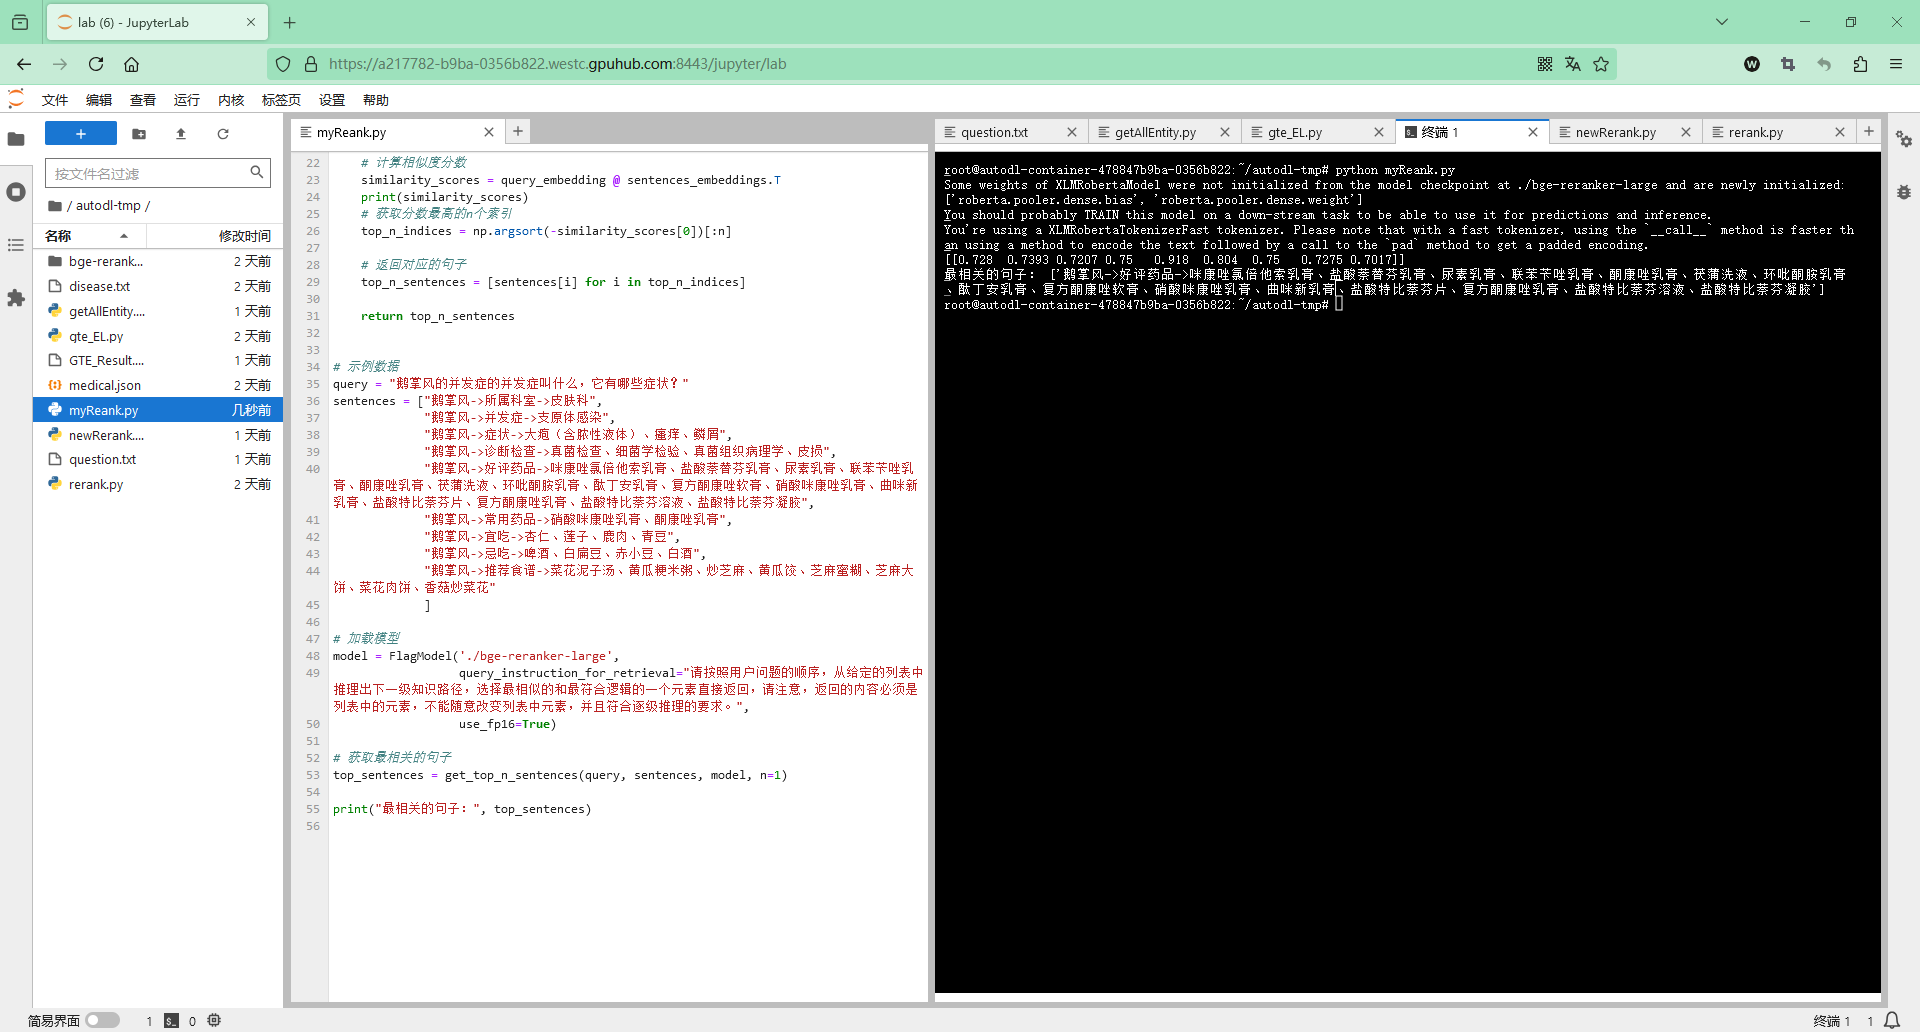 lab (6) - JupyterLab
https://a217782-b9ba-0356b822.westc.gpuhub.com:8443/jupyter/lab
文件 编辑 查看 运行 内核 标签页 设置 帮助
按文件名过滤
/ autodl-tmp /
名称 修改时间
bge-rerank... 2 天前
disease.txt 2 天前
getAllEntity.... 2 天前
gte_EL.py 2 天前
GTE_Result.... 1 天前
medical.json 2 天前
myReank.py 几秒前
newRerank.... 1 天前
question.txt 1 天前
rerank.py 2 天前
myReank.py
22 # 计算相似度分数
23 similarity_scores = query_embedding @ sentences_embeddings.T
24 print(similarity_scores)
25 # 获取分数最高的n个索引
26 top_n_indices = np.argsort(-similarity_scores[0])[:n]
27
28 # 返回对应的句子
29 top_n_sentences = [sentences[i] for i in top_n_indices]
30
31 return top_n_sentences
32
33
34 # 示例数据
35 query = "鹅掌风的并发症的并发症叫什么，它有哪些症状？"
36 sentences = ["鹅掌风->所属科室->皮肤科",
37 "鹅掌风->并发症->支原体感染",
38 "鹅掌风->症状->大疱（含脓性液体）、瘙痒、鳞屑",
39 "鹅掌风->诊断检查->真菌检查、细菌学检验、真菌组织病理学、皮损",
40 "鹅掌风->好评药品->咪康唑氯倍他索乳膏、盐酸萘替芬乳膏、尿素乳膏、联苯苄唑乳
膏、酮康唑乳膏、茯蒲洗液、环吡酮胺乳膏、酞丁安乳膏、复方酮康唑软膏、硝酸咪康唑乳膏、曲咪新
乳膏、盐酸特比萘芬片、复方酮康唑乳膏、盐酸特比萘芬溶液、盐酸特比萘芬凝胶",
41 "鹅掌风->常用药品->硝酸咪康唑乳膏、酮康唑乳膏",
42 "鹅掌风->宜吃->杏仁、莲子、鹿肉、青豆",
43 "鹅掌风->忌吃->啤酒、白扁豆、赤小豆、白酒",
44 "鹅掌风->推荐食谱->菜花泥子汤、黄瓜粳米粥、炒芝麻、黄瓜饺、芝麻蜜糊、芝麻大
饼、菜花肉饼、香菇炒菜花"
45 ]
46
47 # 加载模型
48 model = FlagModel('./bge-reranker-large',
49 query_instruction_for_retrieval="请按照用户问题的顺序，从给定的列表中
推理出下一级知识路径，选择最相似的和最符合逻辑的一个元素直接返回，请注意，返回的内容必须是
列表中的元素，不能随意改变列表中元素，并且符合逐级推理的要求。",
50 use_fp16=True)
51
52 # 获取最相关的句子
53 top_sentences = get_top_n_sentences(query, sentences, model, n=1)
54
55 print("最相关的句子：", top_sentences)
56
question.txt getAllEntity.py gte_EL.py 终端 1 newRerank.py rerank.py
root@autodl-container-478847b9ba-0356b822:~/autodl-tmp# python myReank.py
Some weights of XLMRobertaModel were not initialized from the model checkpoint at ./bge-reranker-large and are newly initialized:
['roberta.pooler.dense.bias', 'roberta.pooler.dense.weight']
You should probably TRAIN this model on a down-stream task to be able to use it for predictions and inference.
You're using a XLMRobertaTokenizerFast tokenizer. Please note that with a fast tokenizer, using the `__call__` method is faster th
an using a method to encode the text followed by a call to the `pad` method to get a padded encoding.
[[0.728 0.7393 0.7207 0.75 0.918 0.804 0.75 0.7275 0.7017]]
最相关的句子： ['鹅掌风->好评药品->咪康唑氯倍他索乳膏、盐酸萘替芬乳膏、尿素乳膏、联苯苄唑乳膏、酮康唑乳膏、茯蒲洗液、环吡酮胺乳膏
、酞丁安乳膏、复方酮康唑软膏、硝酸咪康唑乳膏、曲咪新乳膏、盐酸特比萘芬片、复方酮康唑乳膏、盐酸特比萘芬溶液、盐酸特比萘芬凝胶']
root@autodl-container-478847b9ba-0356b822:~/autodl-tmp#
简易界面 1 0 终端 1 1